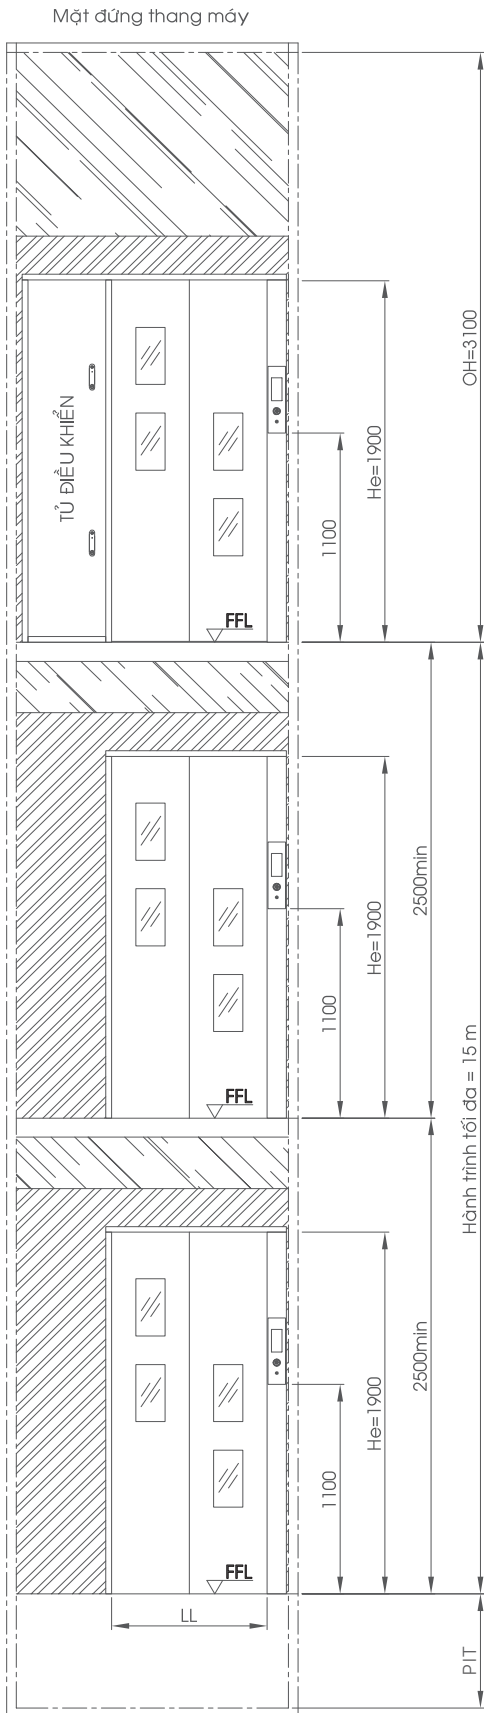 Mặt đứng thang máy
OH=3100
TỦ ĐIỀU KHIỂN
He=1900
1100
FFL
2500min
He=1900
1100
FFL
Hành trình tối đa = 15 m
2500min
He=1900
1100
FFL
LL
PIT